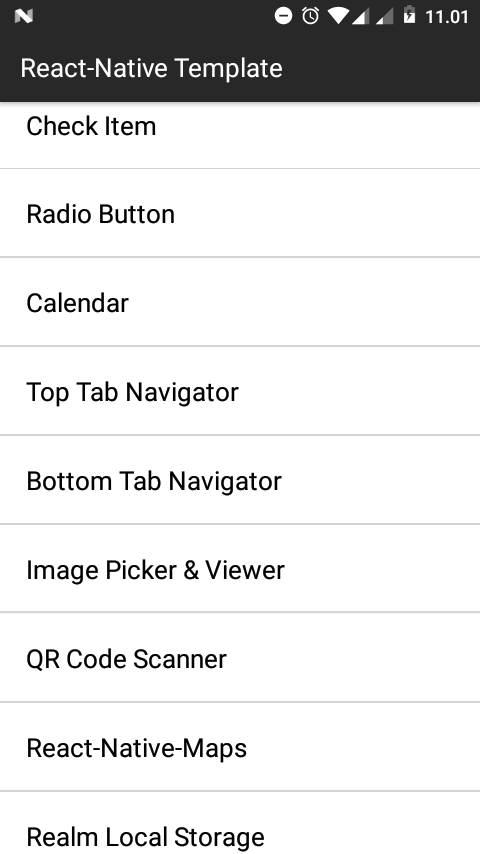 11.01
React-Native Template
Check Item
Radio Button
Calendar
Top Tab Navigator
Bottom Tab Navigator
Image Picker & Viewer
QR Code Scanner
React-Native-Maps
Realm Local Storage